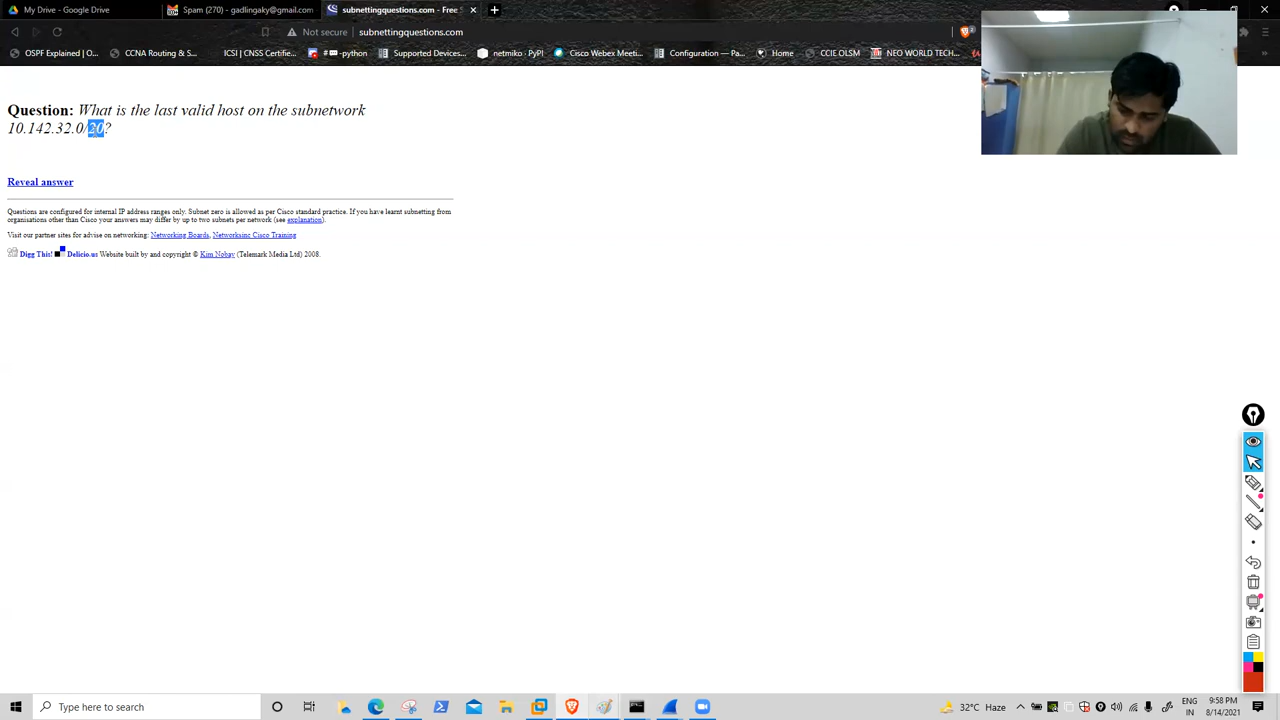 My Drive - Google Drive
Spam (270) - gadlingaky@gmail.com
subnettingquestions.com - Free
Not secure
subnettingquestions.com
OSPF Explained | O...
CCNA Routing & S...
ICSI | CNSS Certifie...
-python
Supported Devices...
netmiko · PyPI
Cisco Webex Meeti...
Configuration — Pa...
Home
CCIE OLSM
NEO WORLD TECH...
Question: What is the last valid host on the subnetwork
10.142.32.0/20?
Reveal answer
Questions are configured for internal IP address ranges only. Subnet zero is allowed as per Cisco standard practice. If you have learnt subnetting from
organisations other than Cisco your answers may differ by up to two subnets per network (see explanation).
Visit our partner sites for advise on networking: Networking Boards, Networksinc Cisco Training
Digg This! Delicio.us Website built by and copyright © Kim Nobay (Telemark Media Ltd) 2008.
Type here to search
32°C Haze
ENG
IN
9:58 PM
8/14/2021